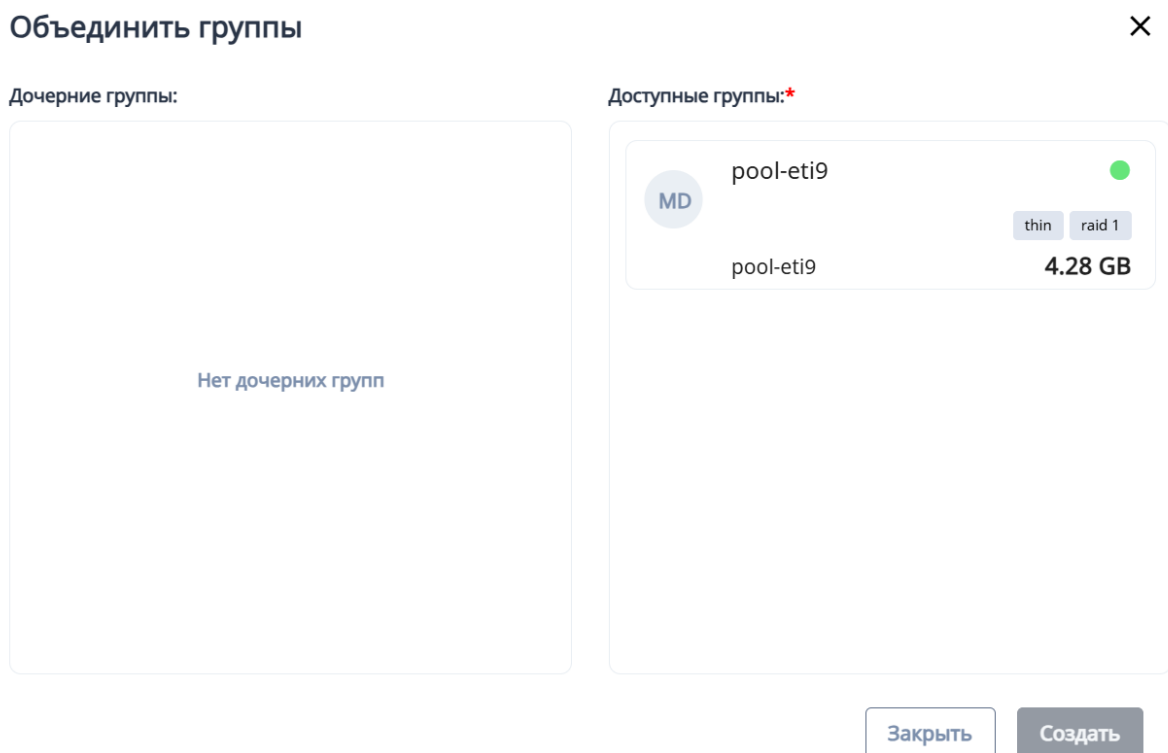 Объединить группы
Дочерние группы:
Нет дочерних групп
Доступные группы:*
MD
pool-eti9
thin raid 1
pool-eti9 4.28 GB
Закрыть Создать